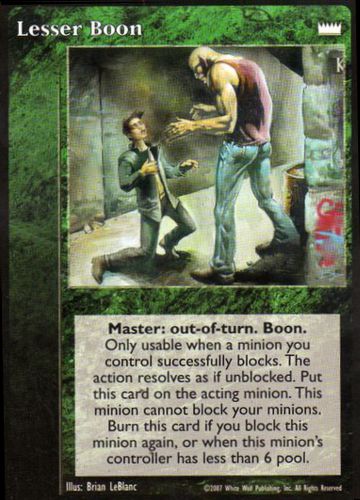 Lesser Boon
K
Master: out-of-turn. Boon.
Only usable when a minion you
control successfully blocks. The
action resolves as if unblocked. Put
this card on the acting minion. This
minion cannot block your minions.
Burn this card if you block this
minion again, or when this minion's
controller has less than 6 pool.
Illus: Brian LeBlanc
©2007 White Wolf Publishing, Inc. All Rights Reserved